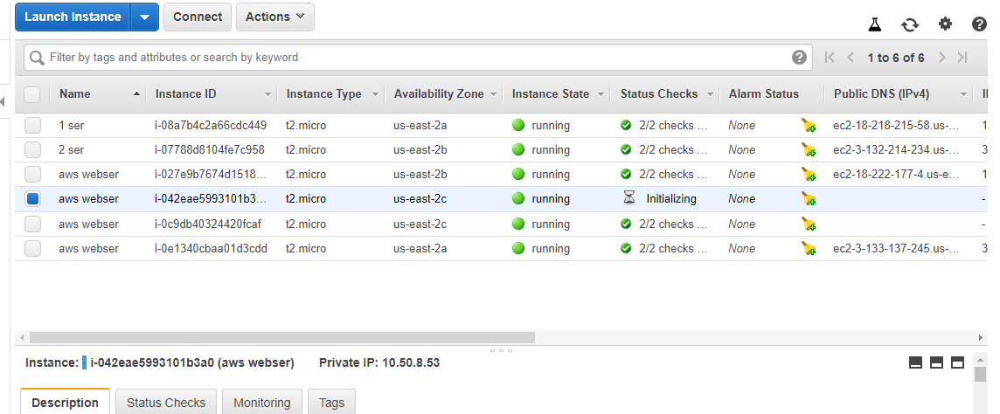 Launch Instance Connect Actions
Filter by tags and attributes or search by keyword 1 to 6 of 6
Name Instance ID Instance Type Availability Zone Instance State Status Checks Alarm Status Public DNS (IPv4)
1 ser i-08a7b4c2a66cdc449 t2.micro us-east-2a running 2/2 checks ... None ec2-18-218-215-58.us-... 1
2 ser i-07788d8104fe7c958 t2.micro us-east-2b running 2/2 checks ... None ec2-3-132-214-234.us-... 3
aws webser i-027e9b7674d1518... t2.micro us-east-2b running 2/2 checks ... None ec2-18-222-177-4.us-e... 1
aws webser i-042eae5993101b3... t2.micro us-east-2c running Initializing None -
aws webser i-0c9db40324420fcaf t2.micro us-east-2c running 2/2 checks ... None -
aws webser i-0e1340cbaa01d3cdd t2.micro us-east-2a running 2/2 checks ... None ec2-3-133-137-245.us-... 3
Instance: i-042eae5993101b3a0 (aws webser) Private IP: 10.50.8.53
Description Status Checks Monitoring Tags